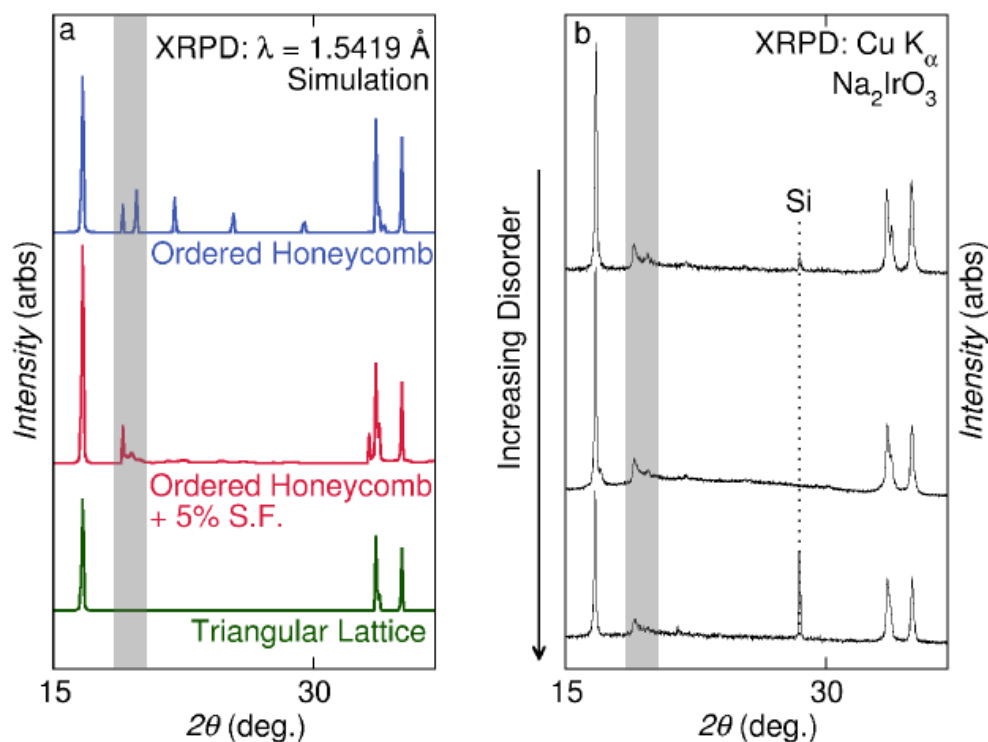 a
XRPD: λ = 1.5419 Å
Simulation
Ordered Honeycomb
Ordered Honeycomb
+ 5% S.F.
Triangular Lattice
Intensity (arbs)
15
30
2θ (deg.)
b
XRPD: Cu Kα
Na2IrO3
Si
Increasing Disorder
Intensity (arbs)
15
30
2θ (deg.)